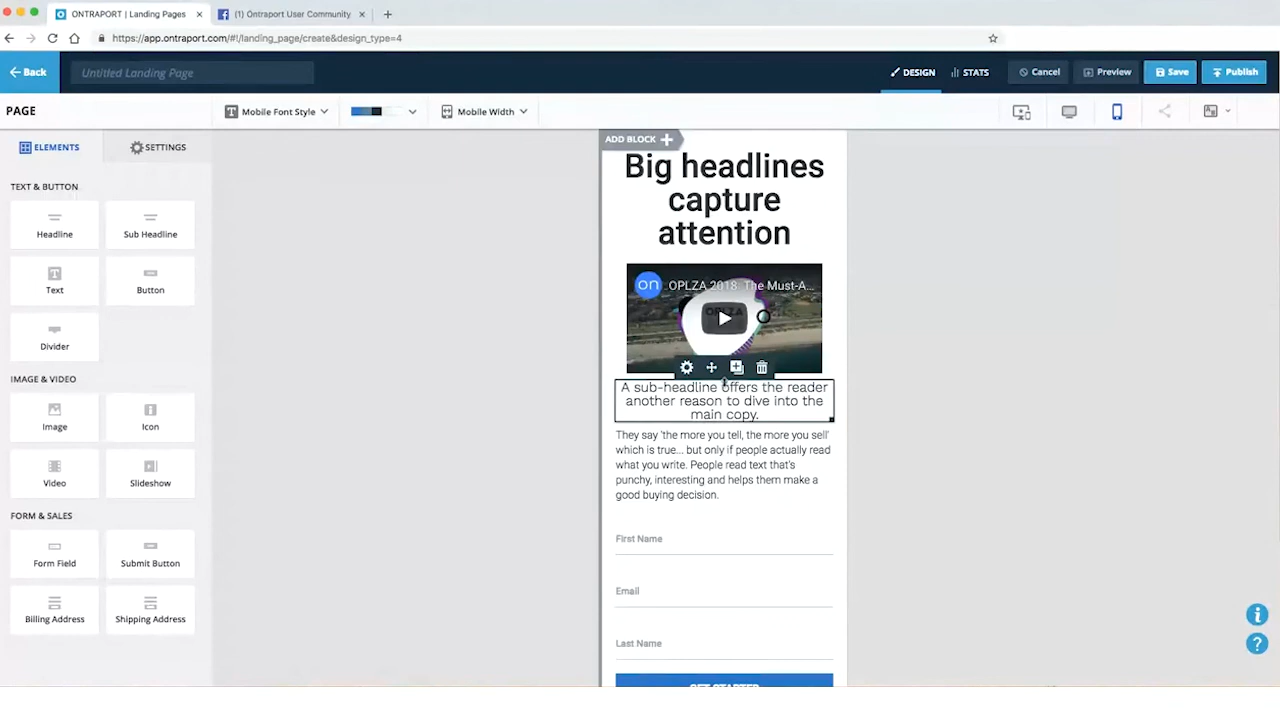 ONTRAPORT | Landing Pages
(1) Ontraport User Community
https://app.ontraport.com/#!/landing_page/create&design_type=4
Back
Untitled Landing Page
DESIGN
STATS
Cancel
Preview
Save
Publish
PAGE
Mobile Font Style
Mobile Width
ELEMENTS
SETTINGS
TEXT & BUTTON
Headline
Sub Headline
Text
Button
Divider
IMAGE & VIDEO
Image
Icon
Video
Slideshow
FORM & SALES
Form Field
Submit Button
Billing Address
Shipping Address
ADD BLOCK
Big headlines
capture
attention
on
OPLZA 2018 The Must-A...
A sub-headline offers the reader
another reason to dive into the
main copy.
They say 'the more you tell, the more you sell'
which is true... but only if people actually read
what you write. People read text that's
punchy, interesting and helps them make a
good buying decision.
First Name
Email
Last Name
GET STARTED